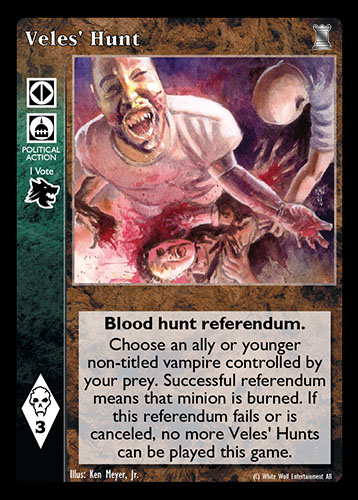 Veles' Hunt
POLITICAL
ACTION
1 Vote
Blood hunt referendum.
Choose an ally or younger
non-titled vampire controlled by
your prey. Successful referendum
means that minion is burned. If
this referendum fails or is
canceled, no more Veles' Hunts
can be played this game.
3
Illus: Ken Meyer, Jr.
(C) White Wolf Entertainment AB